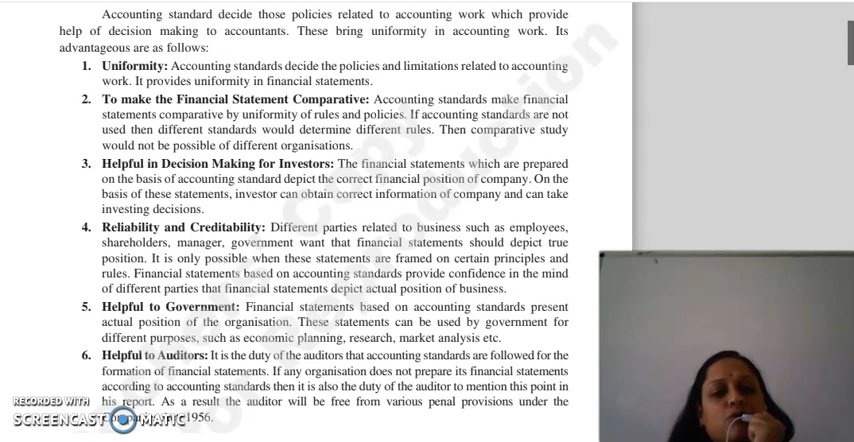 Accounting standard decide those policies related to accounting work which provide
help of decision making to accountants. These bring uniformity in accounting work. Its
advantageous are as follows:
1. Uniformity: Accounting standards decide the policies and limitations related to accounting
work. It provides uniformity in financial statements.
2. To make the Financial Statement Comparative: Accounting standards make financial
statements comparative by uniformity of rules and policies. If accounting standards are not
used then different standards would determine different rules. Then comparative study
would not be possible of different organisations.
3. Helpful in Decision Making for Investors: The financial statements which are prepared
on the basis of accounting standard depict the correct financial position of company. On the
basis of these statements, investor can obtain correct information of company and can take
investing decisions.
4. Reliability and Creditability: Different parties related to business such as employees,
shareholders, manager, government want that financial statements should depict true
position. It is only possible when these statements are framed on certain principles and
rules. Financial statements based on accounting standards provide confidence in the mind
of different parties that financial statements depict actual position of business.
5. Helpful to Government: Financial statements based on accounting standards present
actual position of the organisation. These statements can be used by government for
different purposes, such as economic planning, research, market analysis etc.
6. Helpful to Auditors: It is the duty of the auditors that accounting standards are followed for the
formation of financial statements. If any organisation does not prepare its financial statements
according to accounting standards then it is also the duty of the auditor to mention this point in
his report. As a result the auditor will be free from various penal provisions under the
1956.
RECORDED WITH
SCREENCAST MATIC